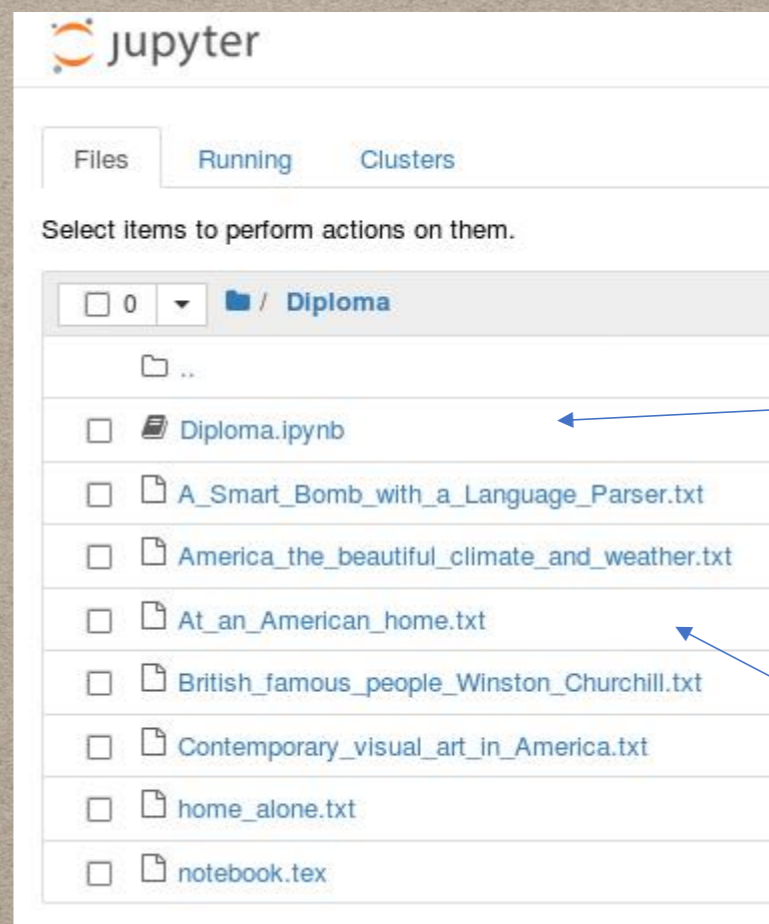 jupyter
Files Running Clusters
Select items to perform actions on them.
0 / Diploma
..
Diploma.ipynb
A_Smart_Bomb_with_a_Language_Parser.txt
America_the_beautiful_climate_and_weather.txt
At_an_American_home.txt
British_famous_people_Winston_Churchill.txt
Contemporary_visual_art_in_America.txt
home_alone.txt
notebook.tex